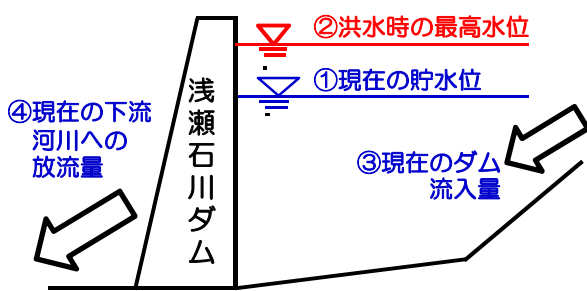 ②洪水時の最高水位
①現在の貯水位
④現在の下流
河川への
放流量
浅瀬石川ダム
③現在のダム
流入量